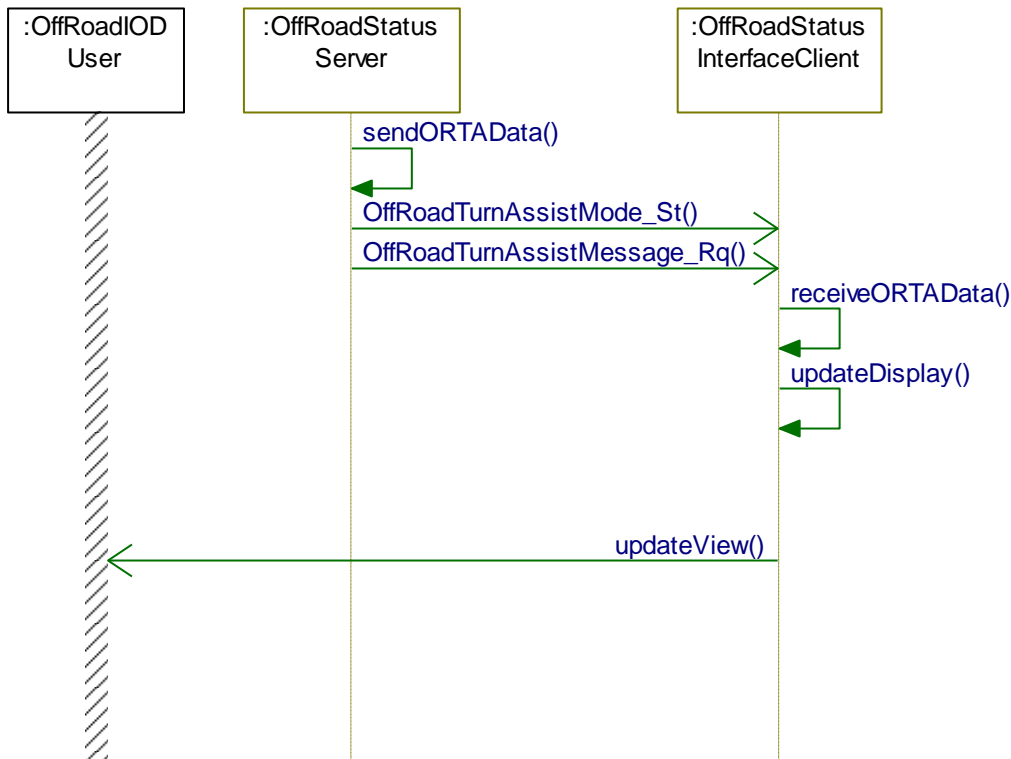 :OffRoadIOD
User
:OffRoadStatus
Server
:OffRoadStatus
InterfaceClient
sendORTAData()
OffRoadTurnAssistMode_St()
OffRoadTurnAssistMessage_Rq()
receiveORTAData()
updateDisplay()
updateView()